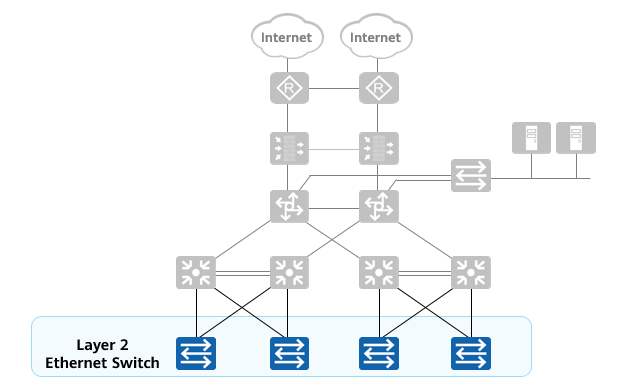 Internet
Internet
R
R
Layer 2
Ethernet Switch